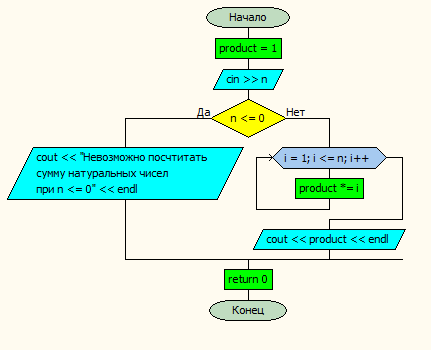 Начало
product = 1
cin >> n
Да
n <= 0
Нет
cout << "Невозможно посчтитать
сумму натуральных чисел
при n <= 0" << endl
i = 1; i <= n; i++
product *= i
cout << product << endl
return 0
Конец